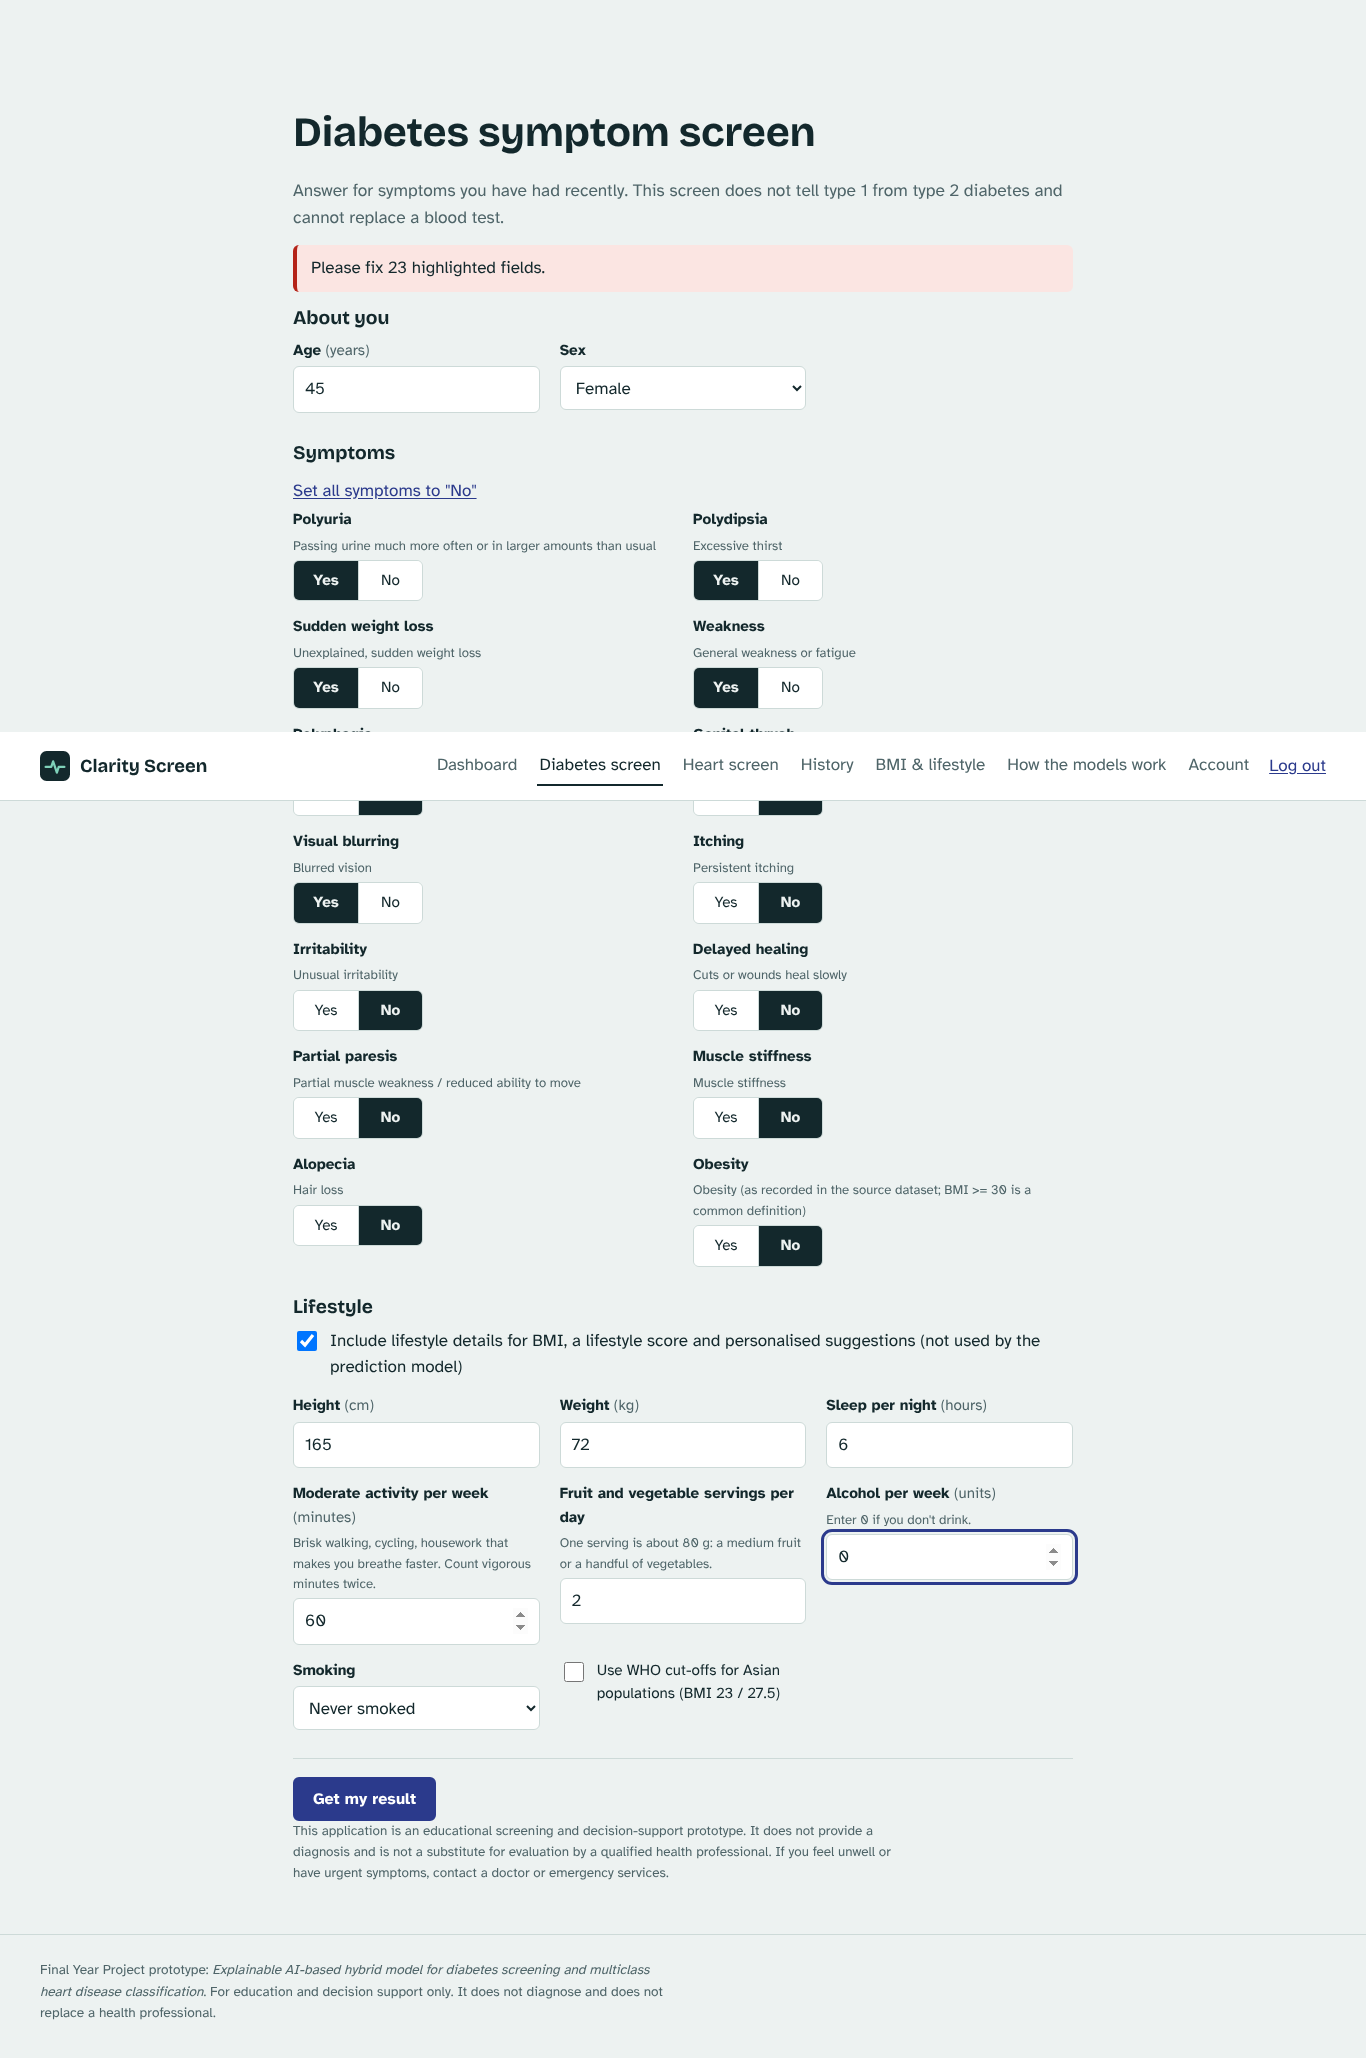 Diabetes symptom screen
Answer for symptoms you have had recently. This screen does not tell type 1 from type 2 diabetes and
cannot replace a blood test.
Please fix 23 highlighted fields.
About you
Age (years)
Sex
45
Female
Symptoms
Set all symptoms to "No"
Polyuria
Polydipsia
Passing urine much more often or in larger amounts than usual
Excessive thirst
Yes No
Yes No
Sudden weight loss
Weakness
Unexplained, sudden weight loss
General weakness or fatigue
Yes No
Yes No
Clarity Screen
Dashboard Diabetes screen Heart screen History BMI & lifestyle How the models work Account Log out
Visual blurring
Itching
Blurred vision
Persistent itching
Yes No
Yes No
Irritability
Delayed healing
Unusual irritability
Cuts or wounds heal slowly
Yes No
Yes No
Partial paresis
Muscle stiffness
Partial muscle weakness / reduced ability to move
Muscle stiffness
Yes No
Yes No
Alopecia
Obesity
Hair loss
Obesity (as recorded in the source dataset; BMI >= 30 is a
common definition)
Yes No
Yes No
Lifestyle
Include lifestyle details for BMI, a lifestyle score and personalised suggestions (not used by the
prediction model)
Height (cm)
Weight (kg)
Sleep per night (hours)
165
72
6
Moderate activity per week
(minutes)
Brisk walking, cycling, housework that
makes you breathe faster. Count vigorous
minutes twice.
60
Fruit and vegetable servings per
day
One serving is about 80 g: a medium fruit
or a handful of vegetables.
2
Alcohol per week (units)
Enter 0 if you don't drink.
0
Smoking
Never smoked
Use WHO cut-offs for Asian
populations (BMI 23 / 27.5)
Get my result
This application is an educational screening and decision-support prototype. It does not provide a
diagnosis and is not a substitute for evaluation by a qualified health professional. If you feel unwell or
have urgent symptoms, contact a doctor or emergency services.
Final Year Project prototype: Explainable AI-based hybrid model for diabetes screening and multiclass
heart disease classification. For education and decision support only. It does not diagnose and does not
replace a health professional.